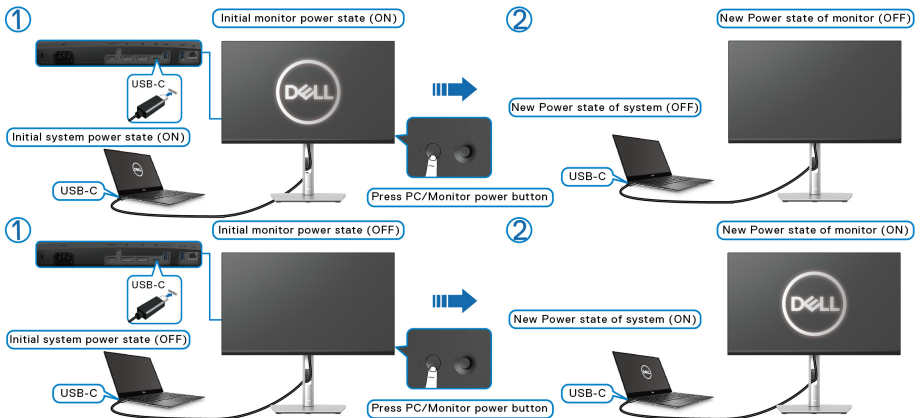 1
Initial monitor power state (ON)
2
New Power state of monitor (OFF)
USB-C
DELL
New Power state of system (OFF)
Initial system power state (ON)
DELL
USB-C
Press PC/Monitor power button
USB-C
1
Initial monitor power state (OFF)
2
New Power state of monitor (ON)
USB-C
DELL
New Power state of system (ON)
Initial system power state (OFF)
DELL
USB-C
Press PC/Monitor power button
USB-C